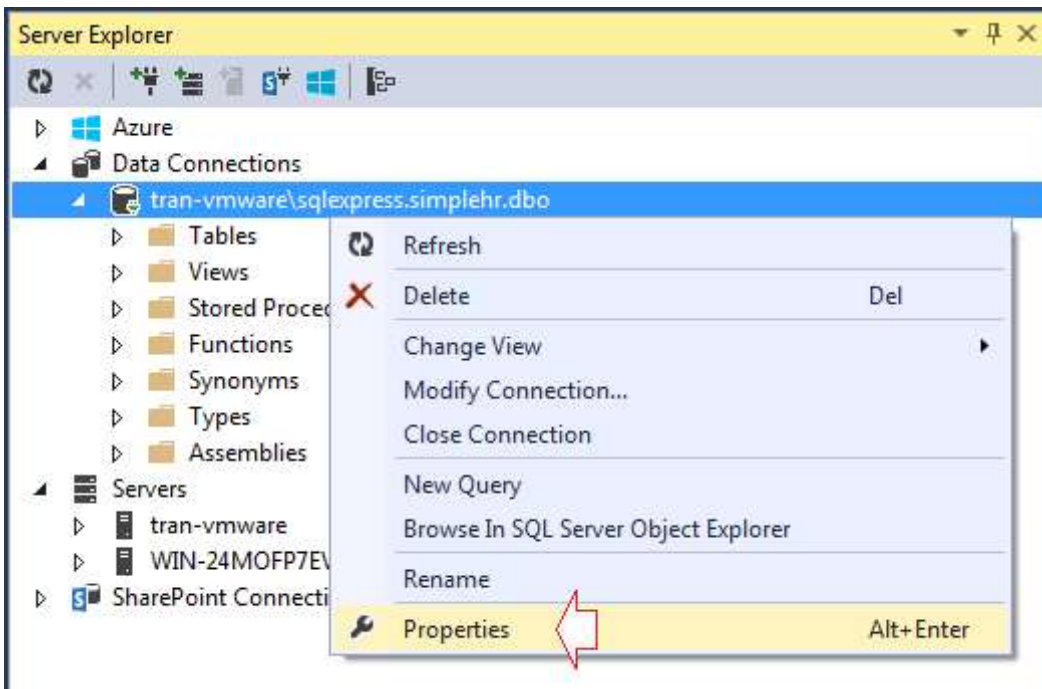 Server Explorer
Azure
Data Connections
tran-vmware\sqlexpress.simplehr.dbo
Tables
Views
Stored Proced
Functions
Synonyms
Types
Assemblies
Servers
tran-vmware
WIN-24MOFP7EV
SharePoint Connecti
Refresh
Delete Del
Change View
Modify Connection...
Close Connection
New Query
Browse In SQL Server Object Explorer
Rename
Properties Alt+Enter